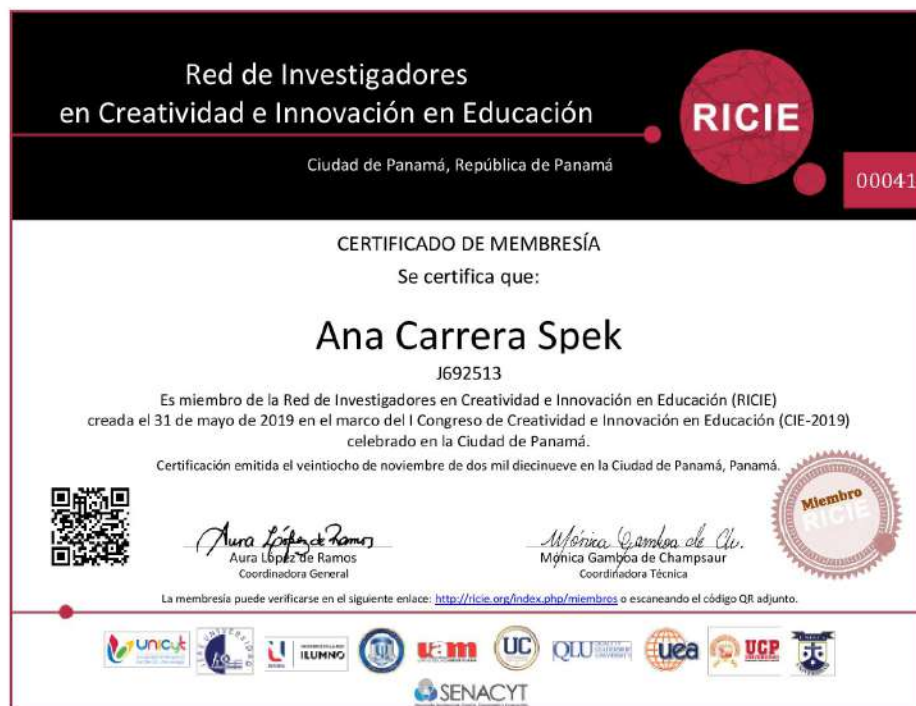 Red de Investigadores
en Creatividad e Innovación en Educación
RICIE
Ciudad de Panamá, República de Panamá
00041
CERTIFICADO DE MEMBRESÍA
Se certifica que:
Ana Carrera Spek
J692513
Es miembro de la Red de Investigadores en Creatividad e Innovación en Educación (RICIE)
creada el 31 de mayo de 2019 en el marco del I Congreso de Creatividad e Innovación en Educación (CIE-2019)
celebrado en la Ciudad de Panamá.
Certificación emitida el veintiocho de noviembre de dos mil diecinueve en la Ciudad de Panamá, Panamá.
Miembro
RICIE
Aura López de Ramos
Mónica Gamboa de Ch.
Aura López de Ramos
Mónica Gamboa de Champsaur
Coordinadora General
Coordinadora Técnica
La membresía puede verificarse en el siguiente enlace: http://ricie.org/index.php/miembros o escaneando el código QR adjunto.
unicyt
ILUMNO
uam
UC
QLU
uea
UCP
SENACYT